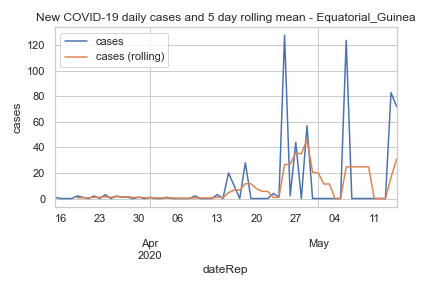 New COVID-19 daily cases and 5 day rolling mean - Equatorial_Guinea
cases
cases (rolling)
120
100
80
60
40
20
0
cases
16 23 30 06 13 20 27 04 11
Apr May
2020
dateRep